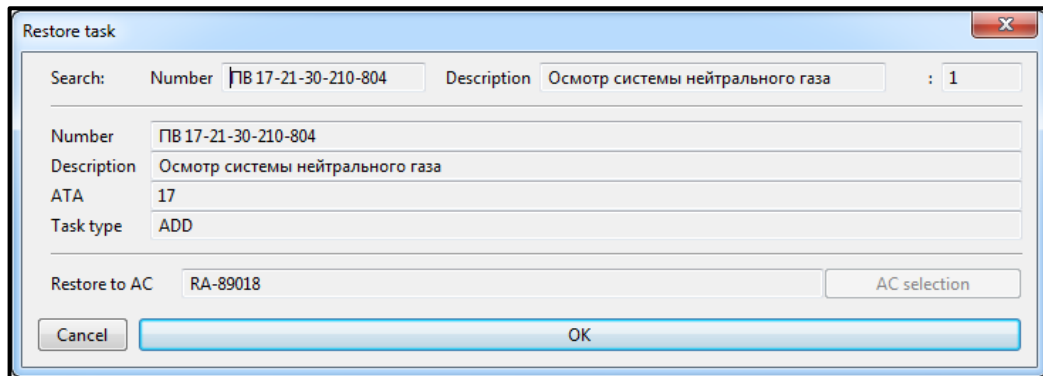 Restore task
Search: Number ПВ 17-21-30-210-804 Description Осмотр системы нейтрального газа : 1
Number ПВ 17-21-30-210-804
Description Осмотр системы нейтрального газа
ATA 17
Task type ADD
Restore to AC RA-89018 AC selection
Cancel OK